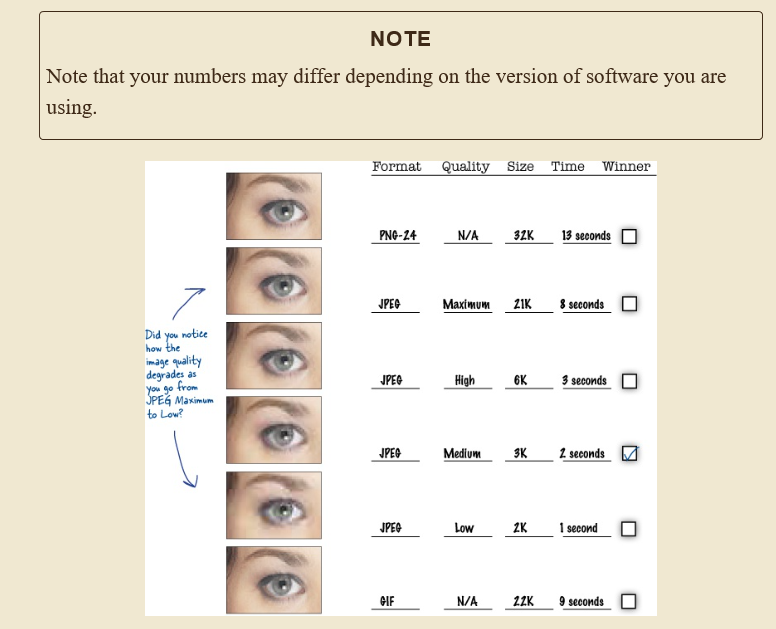 NOTE
Note that your numbers may differ depending on the version of software you are
using.
Format Quality Size Time Winner
PNG-24 N/A 32K 13 seconds
JPEG Maximum 21K 8 seconds
Did you notice
how the
image quality
degrades as
you go from
JPEG Maximum
to Low?
JPEG High 6K 3 seconds
JPEG Medium 3K 2 seconds
JPEG Low 2K 1 second
GIF N/A 22K 9 seconds